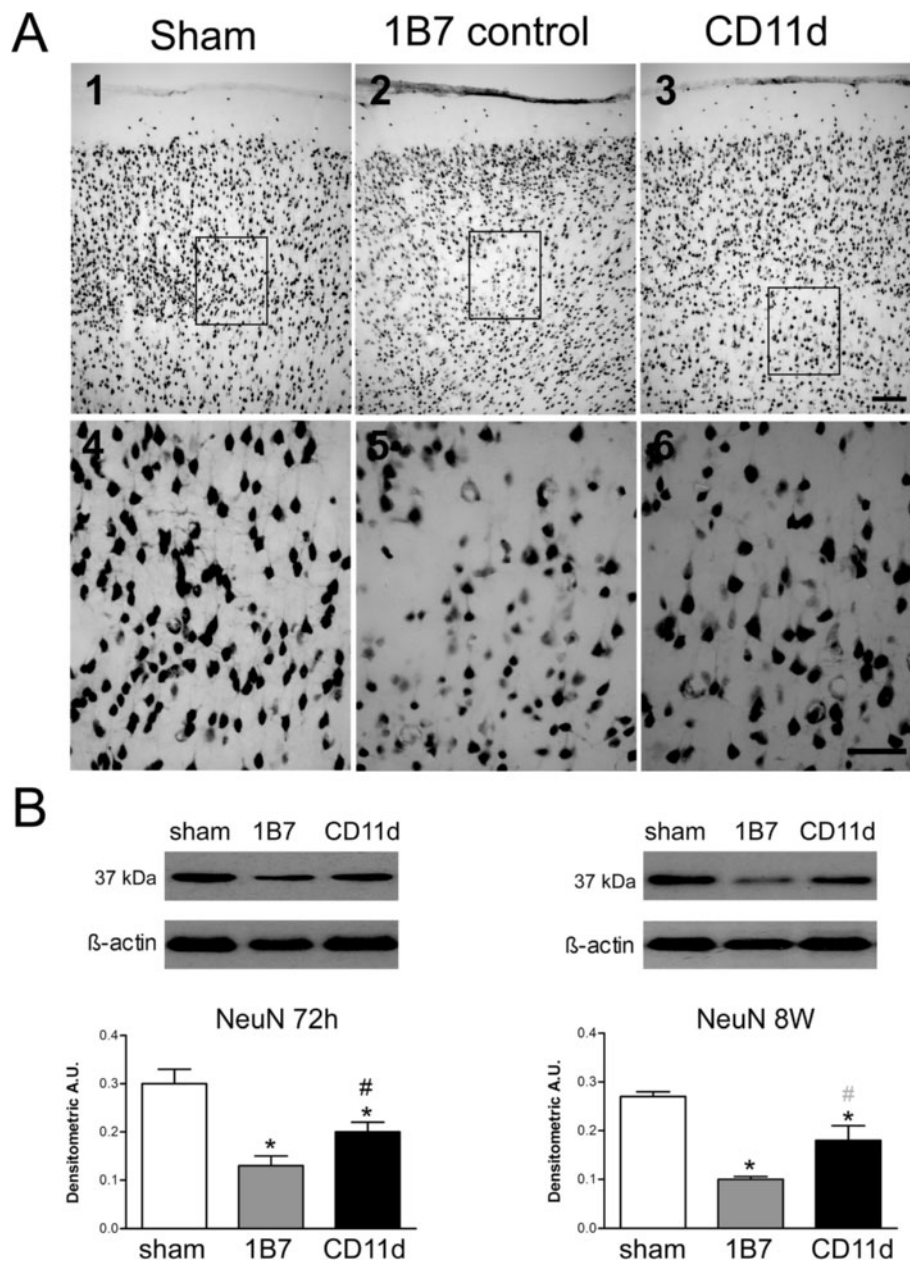 A Sham 1B7 control CD11d
1 2 3
4 5 6
B
sham 1B7 CD11d
37 kDa
ß-actin
NeuN 72h
Densitometric A.U.
0.4
0.3
0.2
0.1
0.0
*
# *
sham 1B7 CD11d
sham 1B7 CD11d
37 kDa
ß-actin
NeuN 8W
Densitometric A.U.
0.4
0.3
0.2
0.1
0.0
*
# *
sham 1B7 CD11d